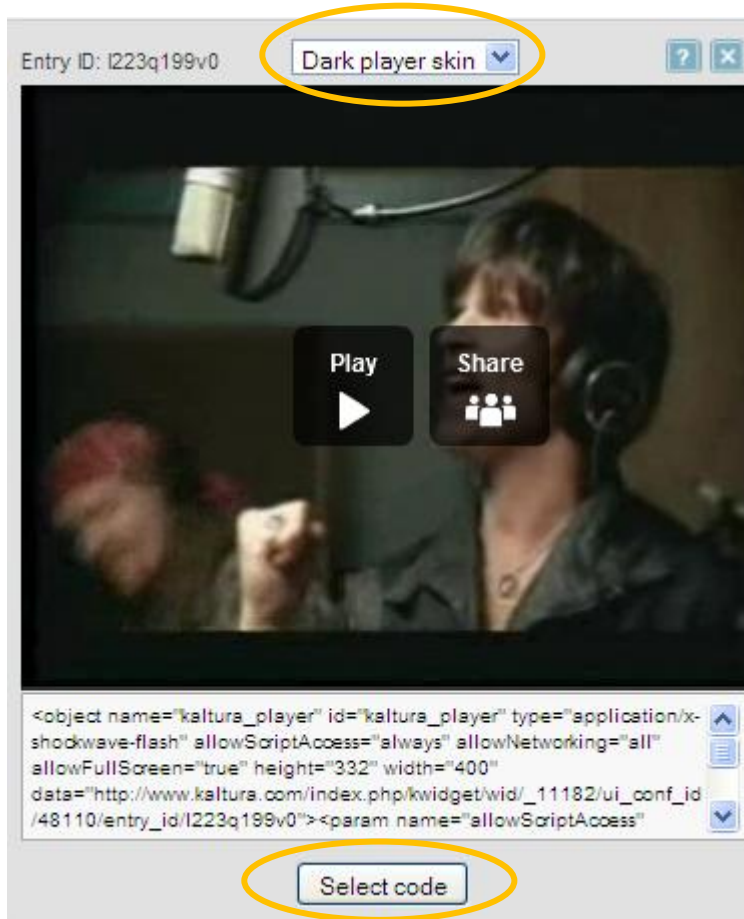 Entry ID: l223q199v0
Dark player skin
?
x
Play
Share
<object name="kaltura_player" id="kaltura_player" type="application/x-
shockwave-flash" allowScriptAccess="always" allowNetworking="all"
allowFullScreen="true" height="332" width="400"
data="http://www.kaltura.com/index.php/kwidget/wid/_11182/ui_conf_id
/48110/entry_id/l223q199v0"><param name="allowScriptAccess"
Select code